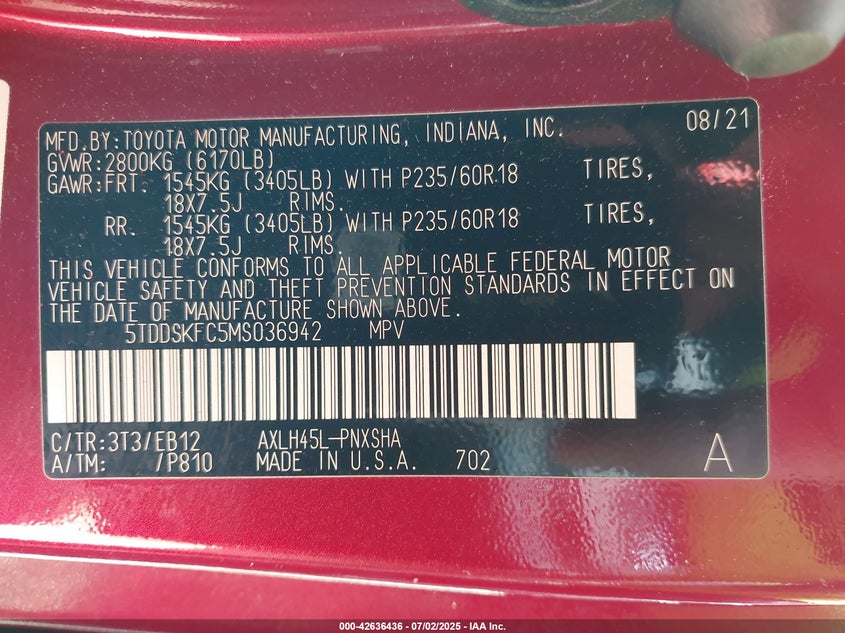 MFD.BY:TOYOTA MOTOR MANUFACTURING, INDIANA, INC. 08/21
GVWR:2800KG (6170LB)
GAWR:FRT. 1545KG (3405LB) WITH P235/60R18 TIRES,
18X7.5J RIMS.
RR. 1545KG (3405LB) WITH P235/60R18 TIRES,
18X7.5J RIMS.
THIS VEHICLE CONFORMS TO ALL APPLICABLE FEDERAL MOTOR
VEHICLE SAFETY AND THEFT PREVENTION STANDARDS IN EFFECT ON
THE DATE OF MANUFACTURE SHOWN ABOVE.
5TDDSKFC5MS036942 MPV
C/TR:3T3/EB12 AXLH45L-PNXSHA
A/TM: /P810 MADE IN U.S.A. 702 A
000-42636436 - 07/02/2025 - IAA Inc.